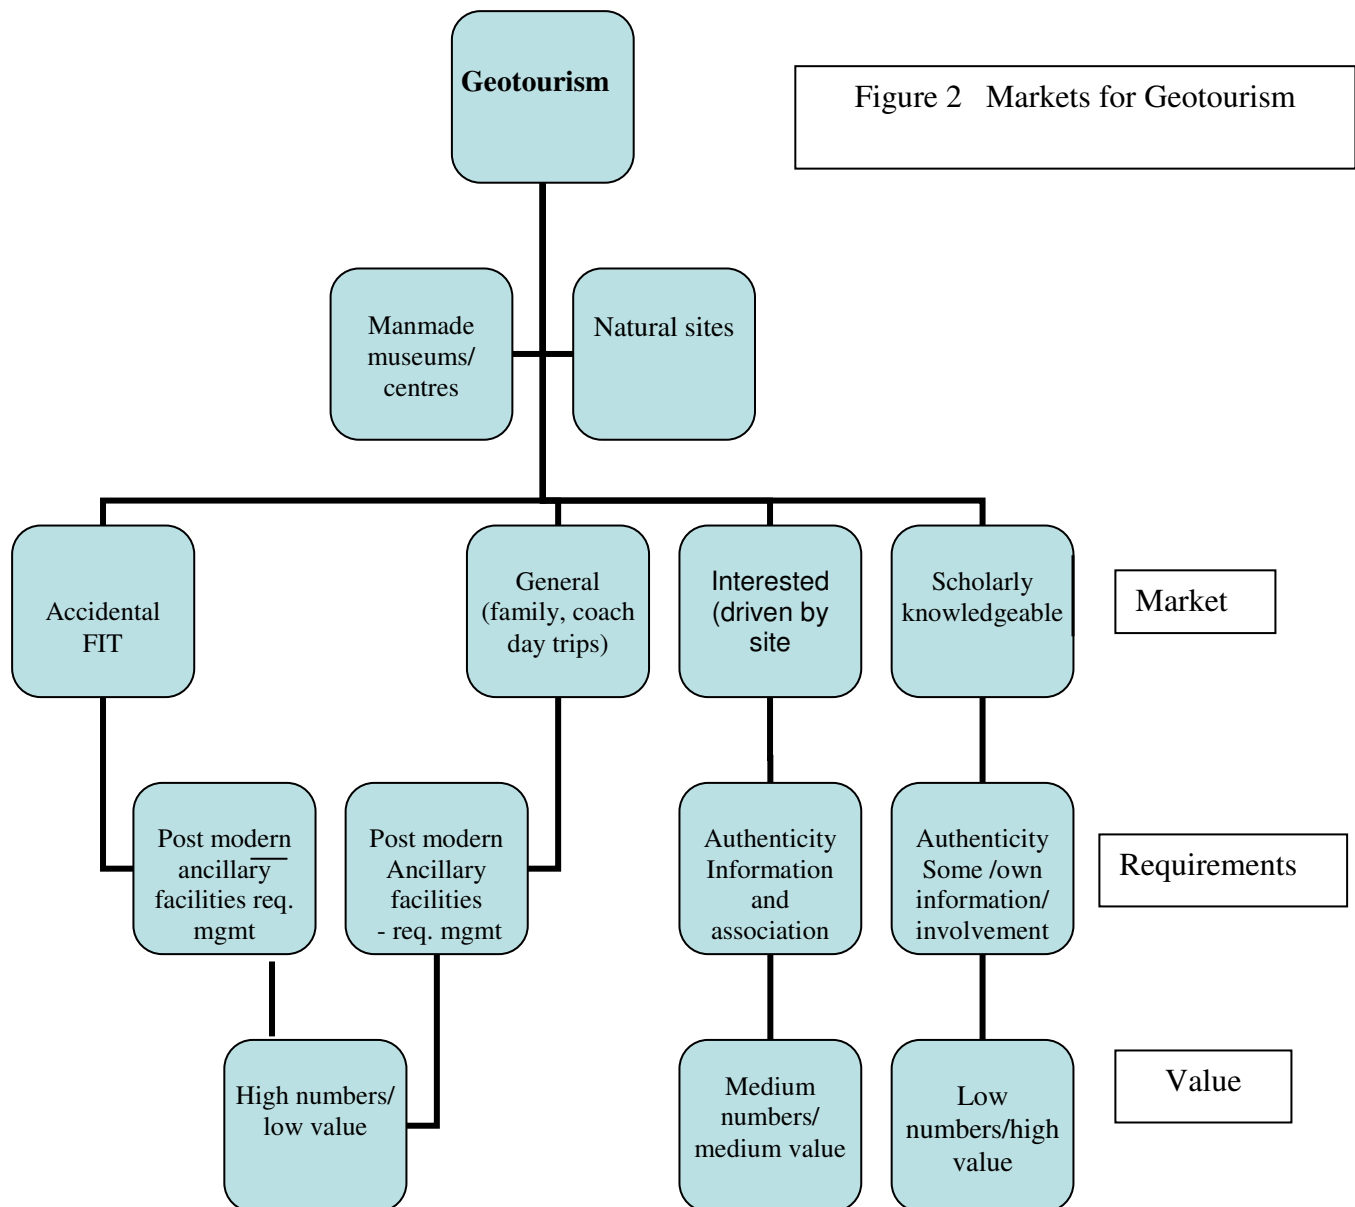 Geotourism
Figure 2 Markets for Geotourism
Manmade
museums/
centres
Natural sites
Accidental
FIT
General
(family, coach
day trips)
Interested
(driven by
site
Scholarly
knowledgeable
Market
Post modern
ancillary
facilities req.
mgmt
Post modern
Ancillary
facilities
- req. mgmt
Authenticity
Information
and
association
Authenticity
Some /own
information/
involvement
Requirements
High numbers/
low value
Medium
numbers/
medium value
Low
numbers/high
value
Value